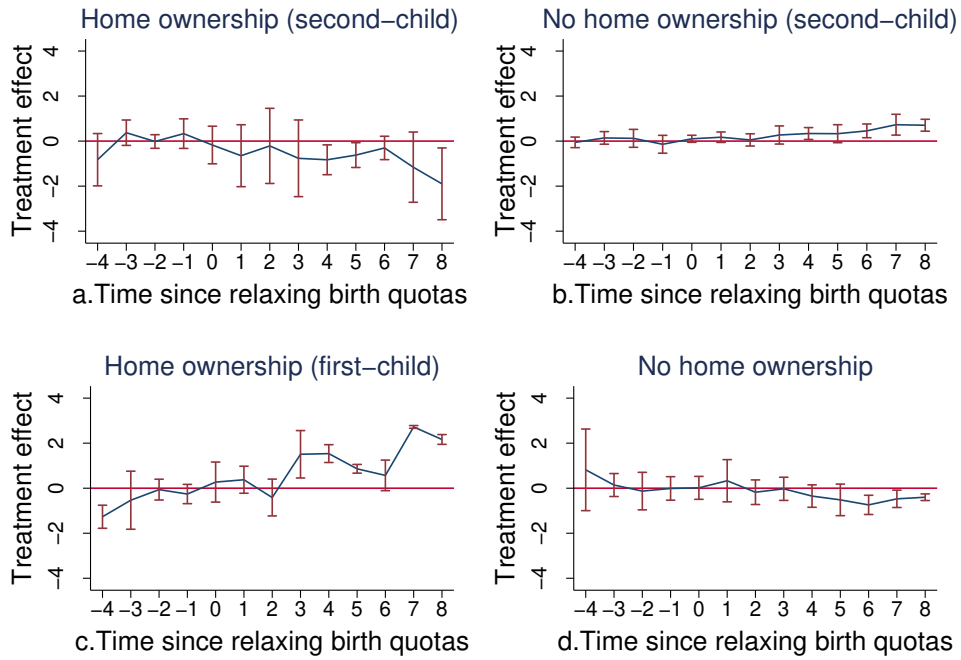 Home ownership (second−child)
Treatment effect
4
2
0
−2
−4
−4 −3 −2 −1 0 1 2 3 4 5 6 7 8
a.Time since relaxing birth quotas
No home ownership (second−child)
Treatment effect
4
2
0
−2
−4
−4 −3 −2 −1 0 1 2 3 4 5 6 7 8
b.Time since relaxing birth quotas
Home ownership (first−child)
Treatment effect
4
2
0
−2
−4
−4 −3 −2 −1 0 1 2 3 4 5 6 7 8
c.Time since relaxing birth quotas
No home ownership
Treatment effect
4
2
0
−2
−4
−4 −3 −2 −1 0 1 2 3 4 5 6 7 8
d.Time since relaxing birth quotas